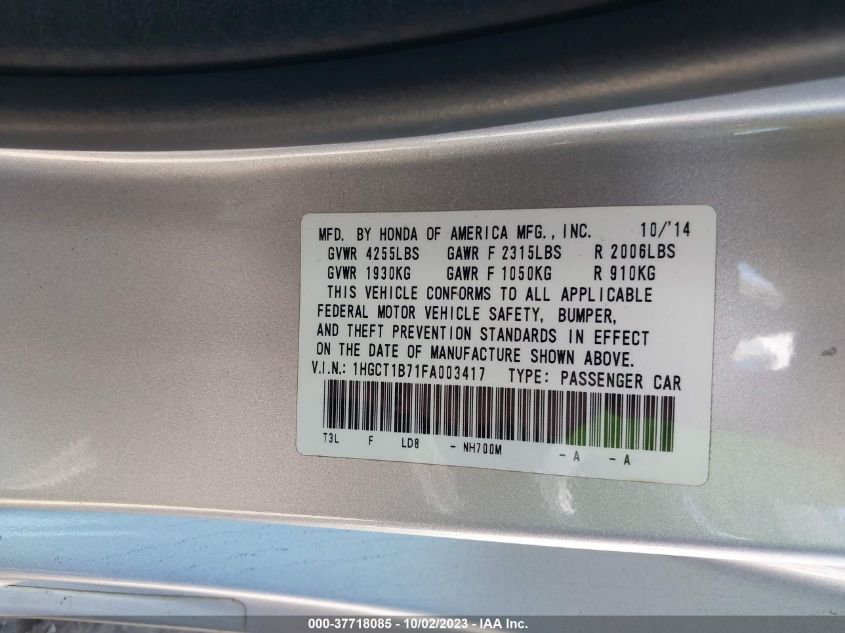 MFD. BY HONDA OF AMERICA MFG., INC. 10/'14
GVWR 4255LBS GAWR F 2315LBS R 2006LBS
GVWR 1930KG GAWR F 1050KG R 910KG
THIS VEHICLE CONFORMS TO ALL APPLICABLE
FEDERAL MOTOR VEHICLE SAFETY, BUMPER,
AND THEFT PREVENTION STANDARDS IN EFFECT
ON THE DATE OF MANUFACTURE SHOWN ABOVE.
V.I.N.: 1HGCT1B71FA003417 TYPE: PASSENGER CAR
T3L F LD8 - NH700M - A - A
000-37718085 - 10/02/2023 - IAA Inc.